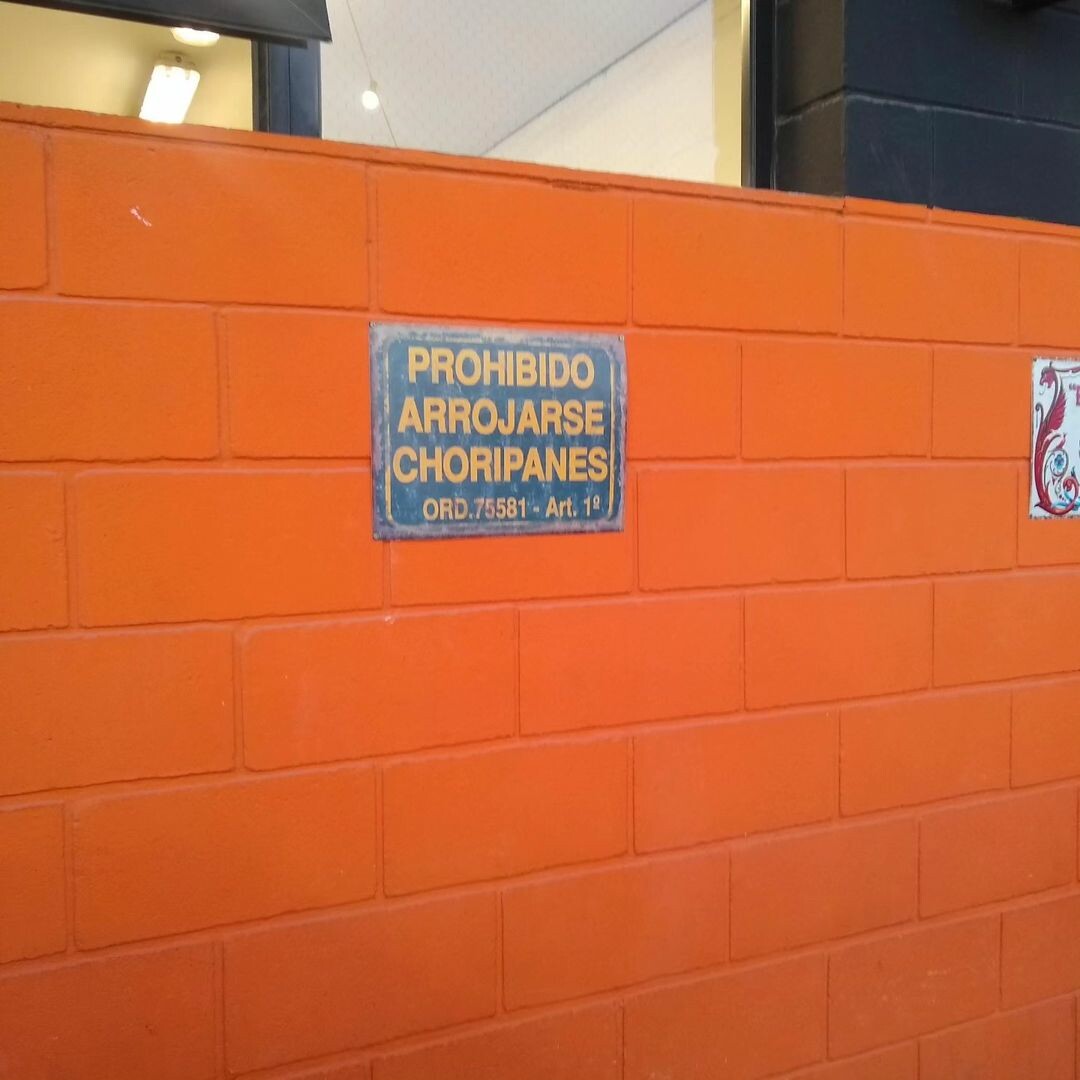 PROHIBIDO
ARROJARSE
CHORIPANES
ORD.75581 - Art. 1º